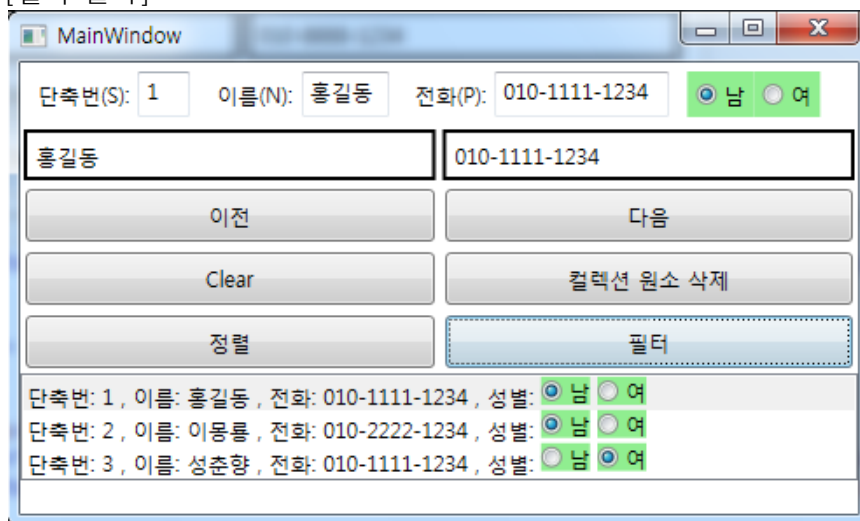 MainWindow
단축번(S): 1 이름(N): 홍길동 전화(P): 010-1111-1234 남 여
홍길동 010-1111-1234
이전 다음
Clear 컬렉션 원소 삭제
정렬 필터
단축번: 1 , 이름: 홍길동 , 전화: 010-1111-1234 , 성별: 남 여
단축번: 2 , 이름: 이몽룡 , 전화: 010-2222-1234 , 성별: 남 여
단축번: 3 , 이름: 성춘향 , 전화: 010-1111-1234 , 성별: 남 여